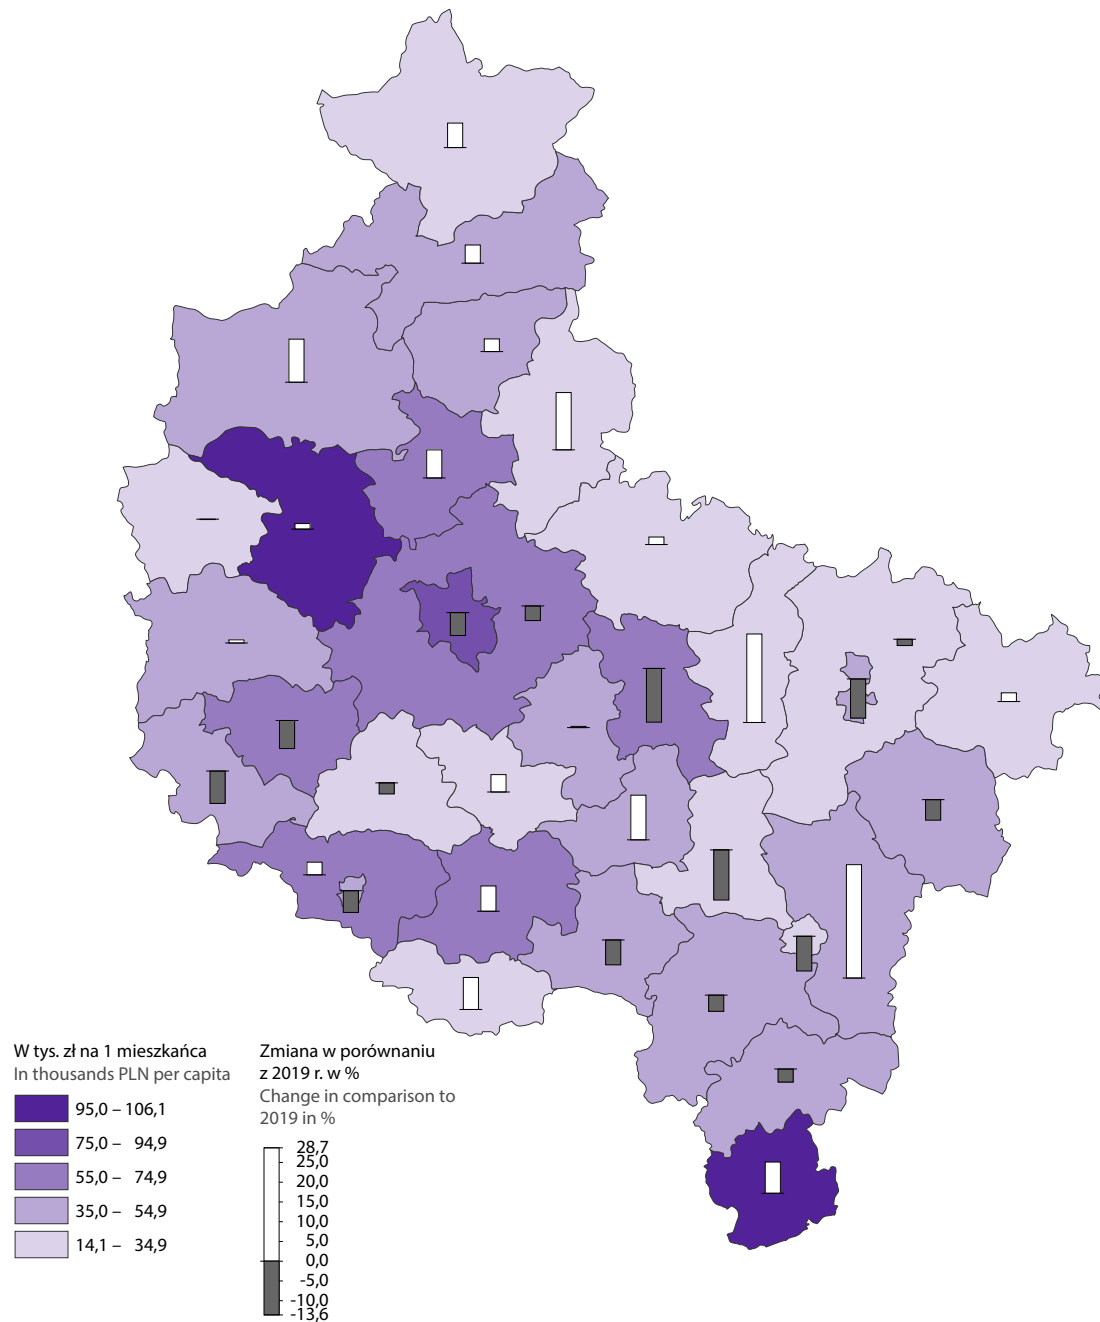 W tys. zł na 1 mieszkańca
In thousands PLN per capita
95,0 – 106,1
75,0 – 94,9
55,0 – 74,9
35,0 – 54,9
14,1 – 34,9
Zmiana w porównaniu
z 2019 r. w %
Change in comparison to
2019 in %
28,7
25,0
20,0
15,0
10,0
5,0
0,0
-5,0
-10,0
-13,6